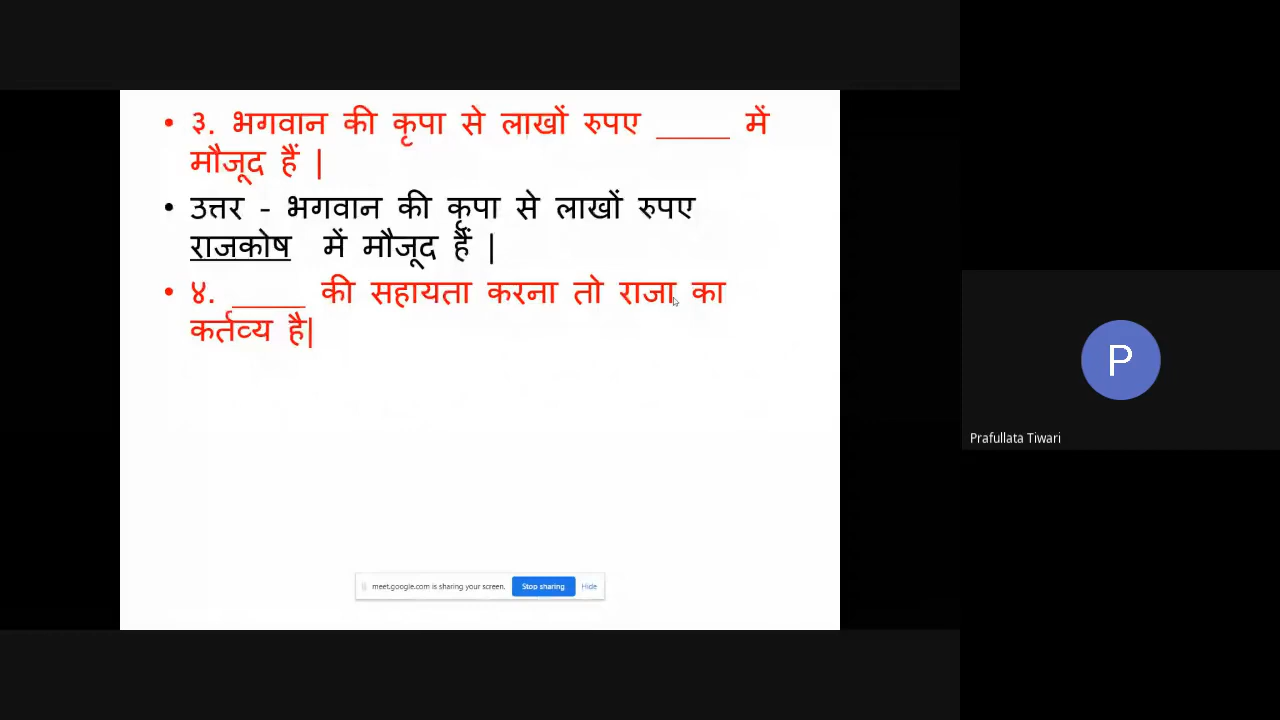 • ३. भगवान की कृपा से लाखों रुपए _____ में
मौजूद हैं |
• उत्तर - भगवान की कृपा से लाखों रुपए
राजकोष में मौजूद हैं |
• ४. _____ की सहायता करना तो राजा का
कर्तव्य है|
P
Prafullata Tiwari
meet.google.com is sharing your screen. Stop sharing Hide